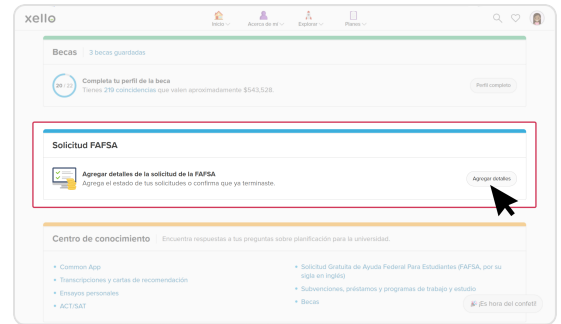 xello
Inicio
Acerca de mí
Explorar
Planes
Becas
3 becas guardadas
20 / 22
Completa tu perfil de la beca
Tienes 219 coincidencias que valen aproximadamente $543,528.
Perfil completo
Solicitud FAFSA
Agregar detalles de la solicitud de la FAFSA
Agrega el estado de tus solicitudes o confirma que ya terminaste.
Agregar detalles
Centro de conocimiento
Encuentra respuestas a tus preguntas sobre planificación para la universidad.
• Common App
• Transcripciones y cartas de recomendación
• Ensayos personales
• ACT/SAT
• Solicitud Gratuita de Ayuda Federal Para Estudiantes (FAFSA, por su
sigla en inglés)
• Subvenciones, préstamos y programas de trabajo y estudio
• Becas
¡Es hora del confeti!